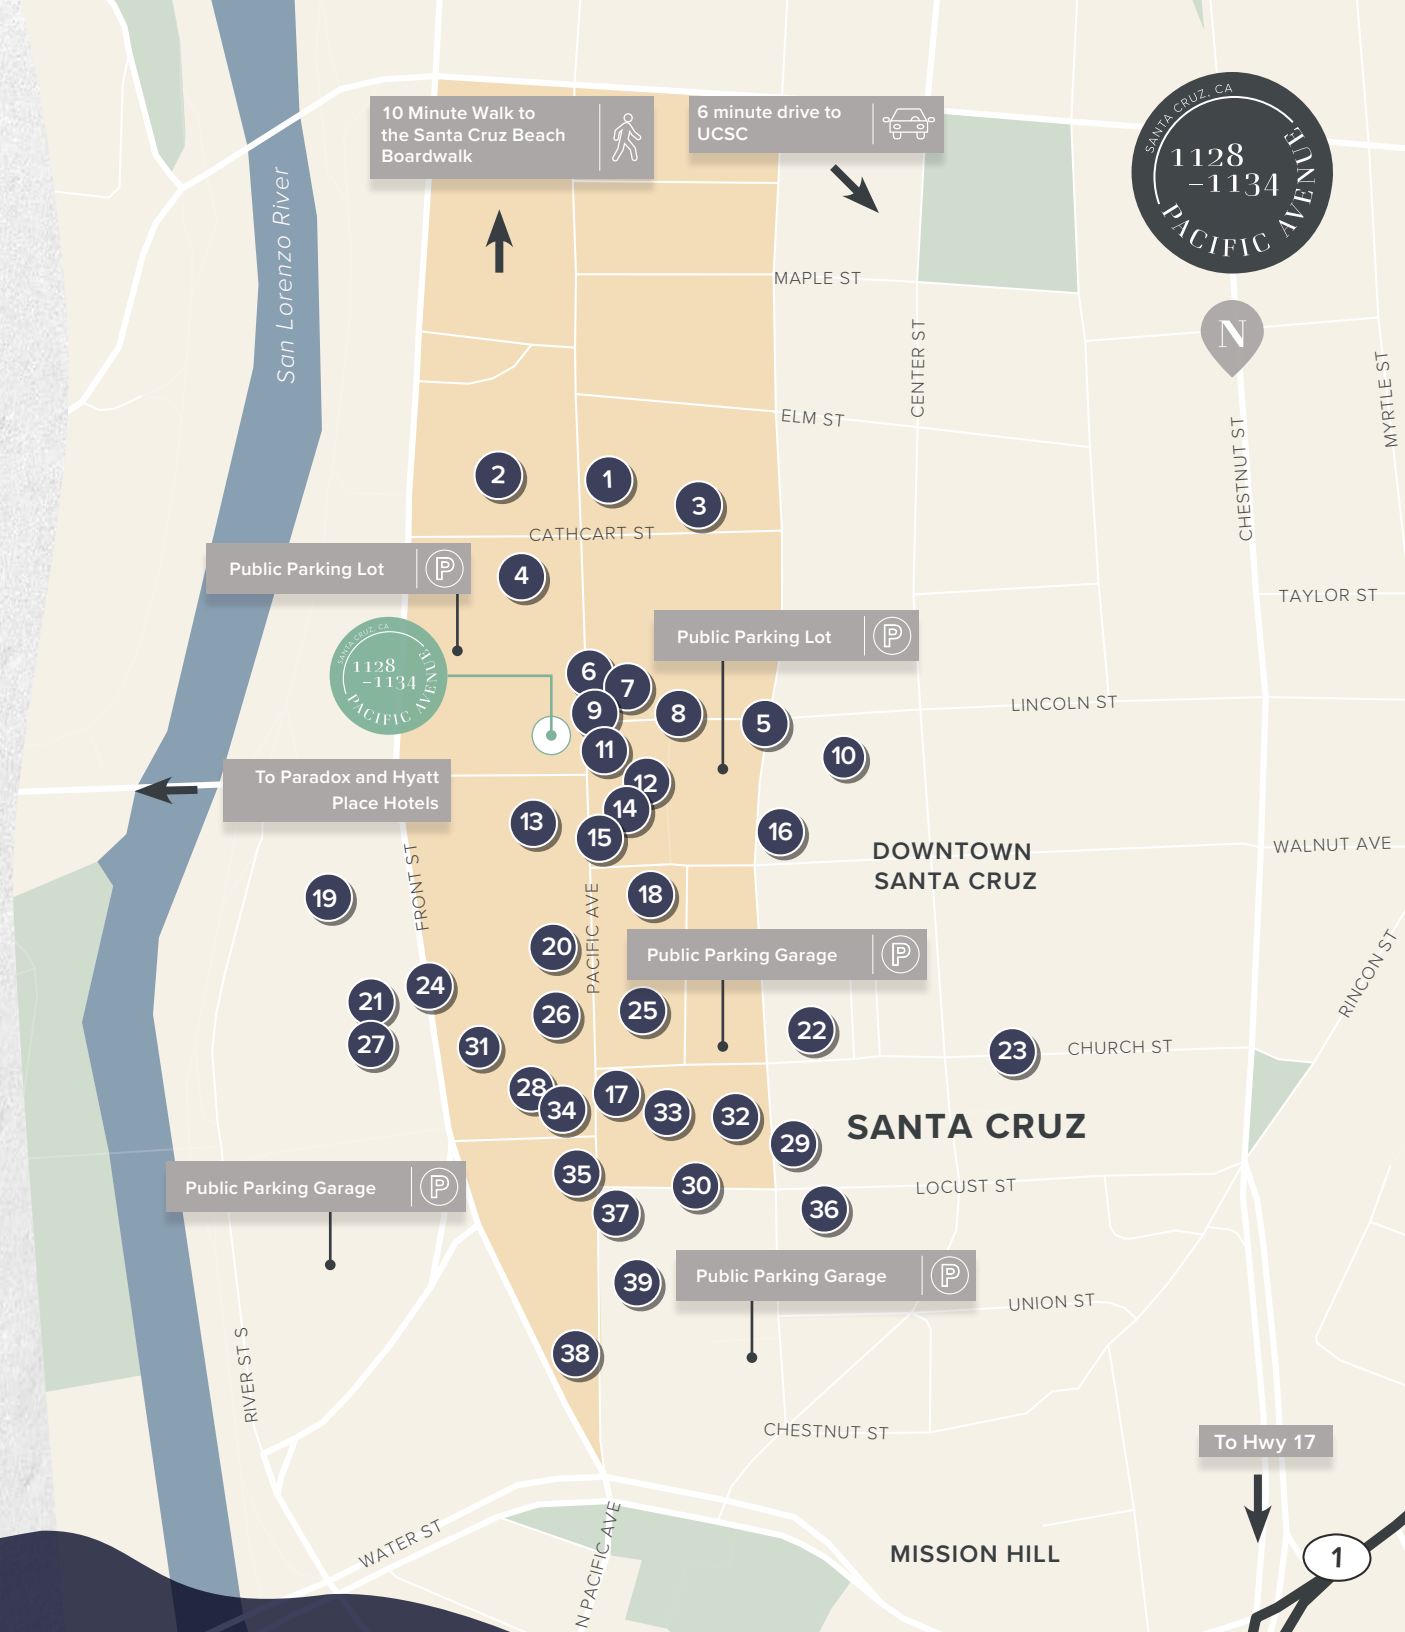 10 Minute Walk to
the Santa Cruz Beach
Boardwalk
6 minute drive to
UCSC
SANTA CRUZ, CA
1128
–1134
PACIFIC AVENUE
San Lorenzo River
MAPLE ST
N
CENTER ST
ELM ST
MYRTLE ST
CHESTNUT ST
2
1
3
CATHCART ST
Public Parking Lot
P
4
TAYLOR ST
SANTA CRUZ, CA
1128
–1134
PACIFIC AVENUE
Public Parking Lot
P
6
7
9
8
5
LINCOLN ST
11
10
To Paradox and Hyatt
Place Hotels
12
14
13
15
16
DOWNTOWN
SANTA CRUZ
WALNUT AVE
FRONT ST
19
18
PACIFIC AVE
20
Public Parking Garage
P
24
21
26
25
22
RINCON ST
27
31
23
CHURCH ST
28
34
17
33
32
29
SANTA CRUZ
35
30
LOCUST ST
Public Parking Garage
P
37
36
39
Public Parking Garage
P
UNION ST
38
RIVER ST S
CHESTNUT ST
To Hwy 17
WATER ST
N PACIFIC AVE
MISSION HILL
1